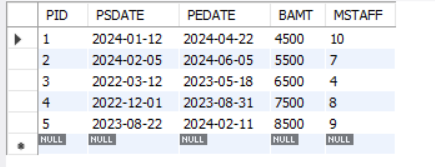 PID PSDATE PEDATE BAMT MSTAFF
1 2024-01-12 2024-04-22 4500 10
2 2024-02-05 2024-06-05 5500 7
3 2022-03-12 2023-05-18 6500 4
4 2022-12-01 2023-08-31 7500 8
5 2023-08-22 2024-02-11 8500 9
NULL NULL NULL NULL NULL